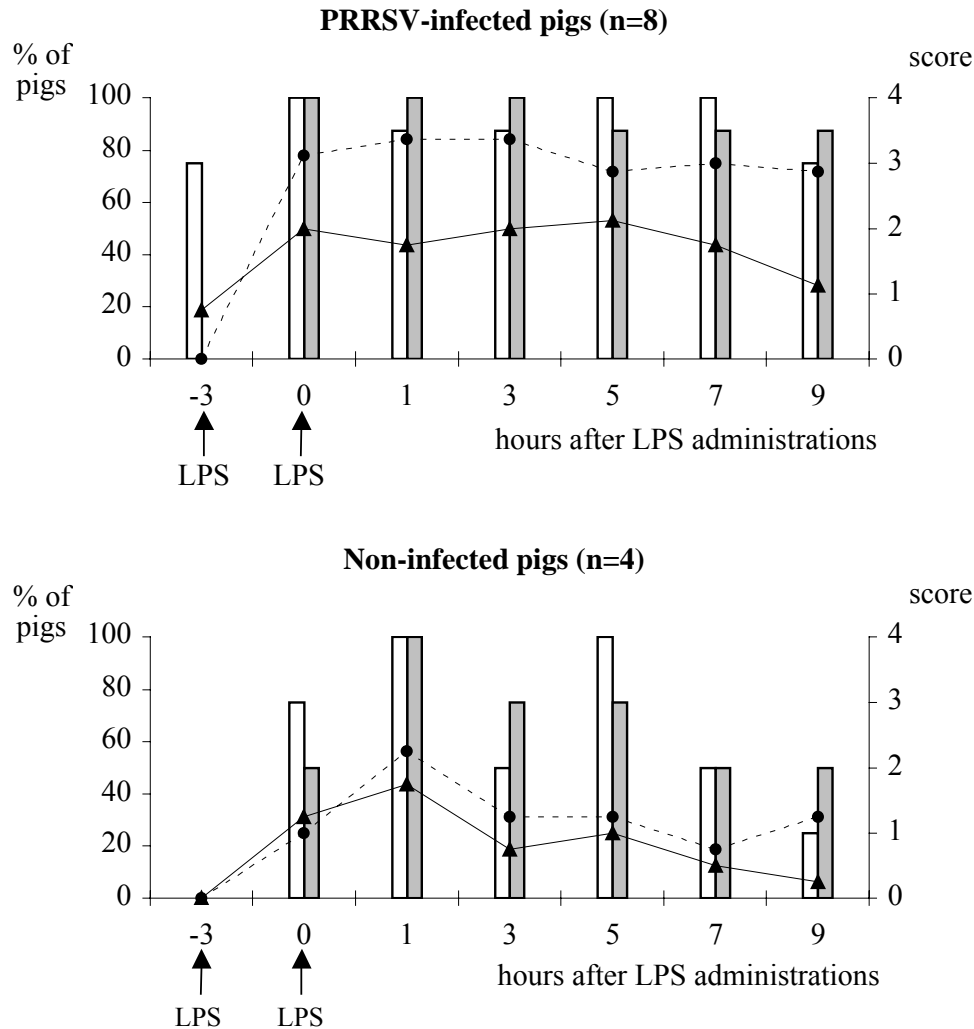 PRRSV-infected pigs (n=8)
% of pigs
score
100
80
60
40
20
0
4
3
2
1
0
-3 0 1 3 5 7 9
hours after LPS administrations
LPS LPS
Non-infected pigs (n=4)
% of pigs
score
100
80
60
40
20
0
4
3
2
1
0
-3 0 1 3 5 7 9
hours after LPS administrations
LPS LPS